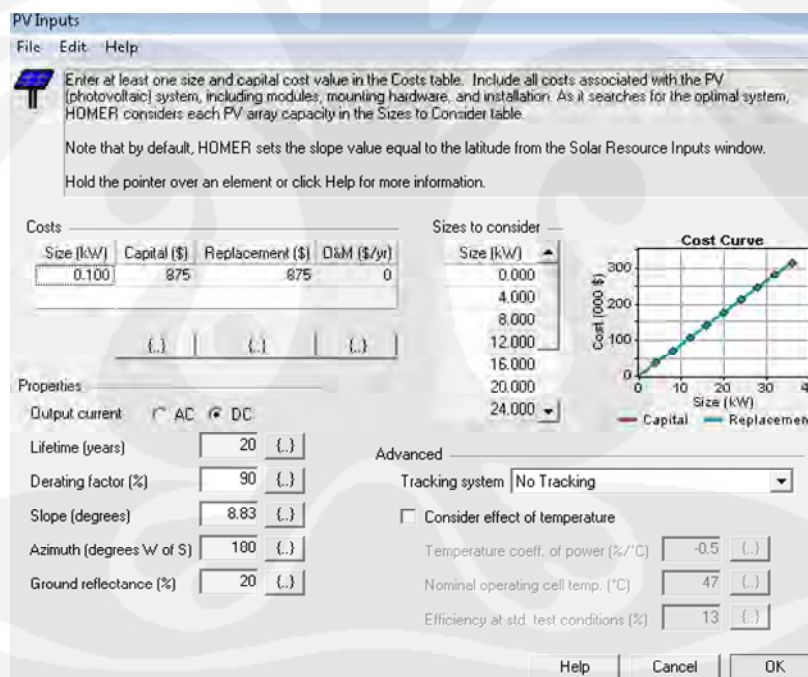 PV Inputs
File Edit Help
Enter at least one size and capital cost value in the Costs table. Include all costs associated with the PV
(photovoltaic) system, including modules, mounting hardware, and installation. As it searches for the optimal system,
HOMER considers each PV array capacity in the Sizes to Consider table.
Note that by default, HOMER sets the slope value equal to the latitude from the Solar Resource Inputs window.
Hold the pointer over an element or click Help for more information.
Costs
Size (kW) Capital ($) Replacement ($) O&M ($/yr)
0.100 875 875 0
{..} {..} {..}
Sizes to consider
Size (kW)
0.000
4.000
8.000
12.000
16.000
20.000
24.000
Cost Curve
Cost (000 $)
300
200
100
0
0 10 20 30 4
Size (kW)
Capital Replacemen
Properties
Output current AC DC
Lifetime (years) 20 {..}
Derating factor (%) 90 {..}
Slope (degrees) 8.83 {..}
Azimuth (degrees W of S) 180 {..}
Ground reflectance (%) 20 {..}
Advanced
Tracking system No Tracking
Consider effect of temperature
Temperature coeff. of power (%/°C) -0.5 {..}
Nominal operating cell temp. (°C) 47 {..}
Efficiency at std. test conditions (%) 13 {..}
Help Cancel OK